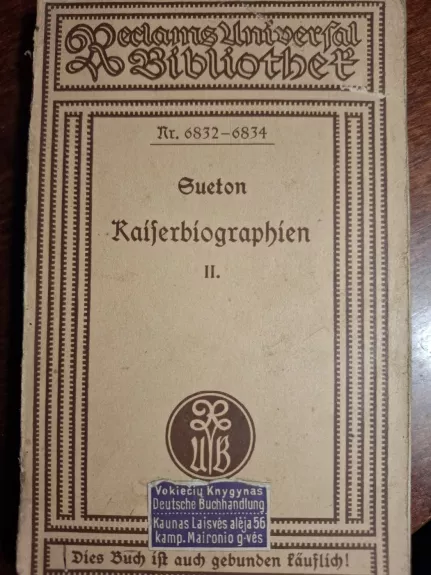 Reclams Universal
Bibliothek
Nr. 6832–6834
Sueton
Kaiserbiographien
II.
RUB
Vokiečių Knygynas
Deutsche Buchhandlung
Kaunas Laisvės alėja 56
kamp. Maironio g-vės
Dies Buch ist auch gebunden käuflich!